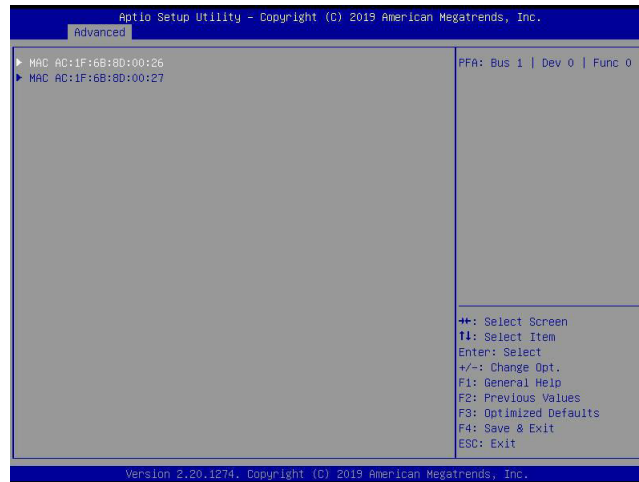 Aptio Setup Utility – Copyright (C) 2019 American Megatrends, Inc.
Advanced
▶ MAC AC:1F:6B:8D:00:26
▶ MAC AC:1F:6B:8D:00:27
PFA: Bus 1 | Dev 0 | Func 0
→←: Select Screen
↑↓: Select Item
Enter: Select
+/-: Change Opt.
F1: General Help
F2: Previous Values
F3: Optimized Defaults
F4: Save & Exit
ESC: Exit
Version 2.20.1274. Copyright (C) 2019 American Megatrends, Inc.